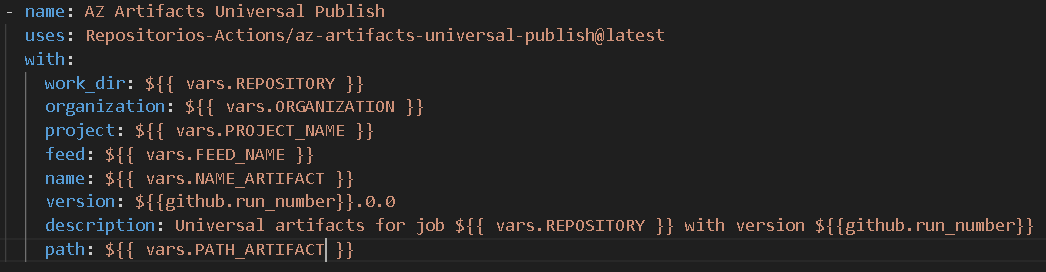 - name: AZ Artifacts Universal Publish
uses: Repositorios-Actions/az-artifacts-universal-publish@latest
with:
work_dir: ${{ vars.REPOSITORY }}
organization: ${{ vars.ORGANIZATION }}
project: ${{ vars.PROJECT_NAME }}
feed: ${{ vars.FEED_NAME }}
name: ${{ vars.NAME_ARTIFACT }}
version: ${{github.run_number}}.0.0
description: Universal artifacts for job ${{ vars.REPOSITORY }} with version ${{github.run_number}}
path: ${{ vars.PATH_ARTIFACT }}